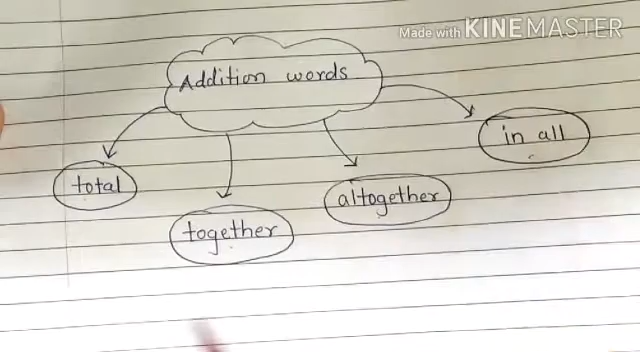 Made with KINEMASTER
Addition words
in all
total
altogether
together